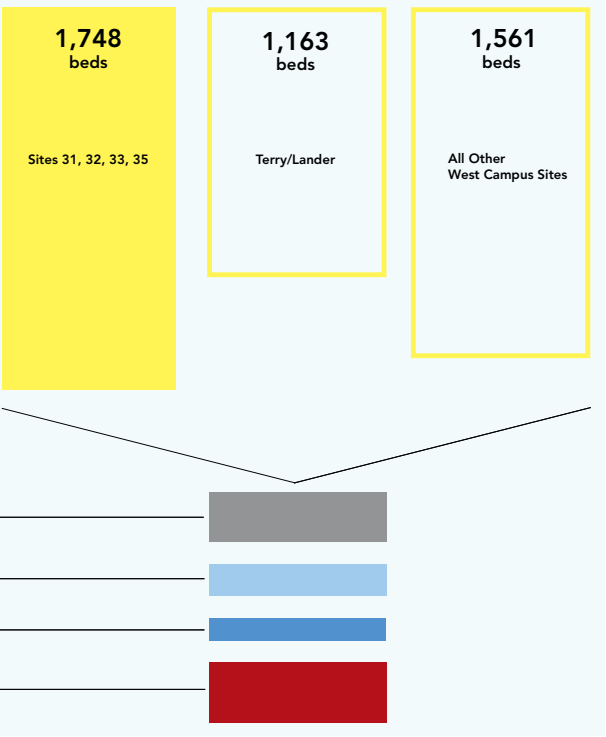 1,748
beds
Sites 31, 32, 33, 35
1,163
beds
Terry/Lander
1,561
beds
All Other
West Campus Sites